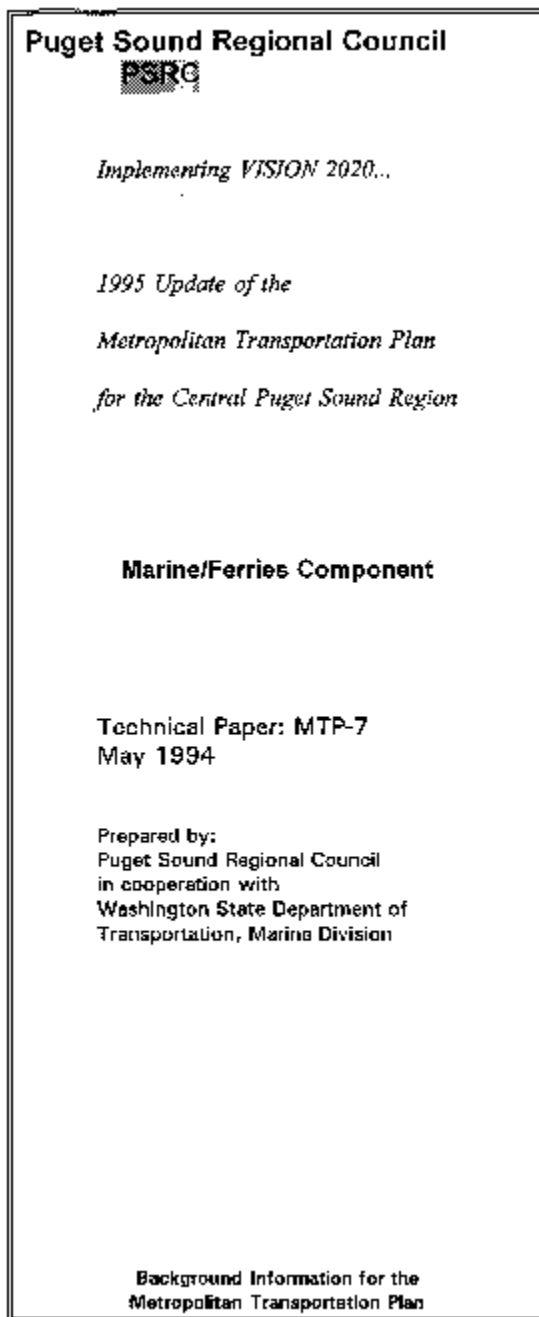 Puget Sound Regional Council
PSRC
Implementing VISION 2020...
1995 Update of the
Metropolitan Transportation Plan
for the Central Puget Sound Region
Marine/Ferries Component
Technical Paper: MTP-7
May 1994
Prepared by:
Puget Sound Regional Council
in cooperation with
Washington State Department of
Transportation, Marine Division
Background Information for the
Metropolitan Transportation Plan